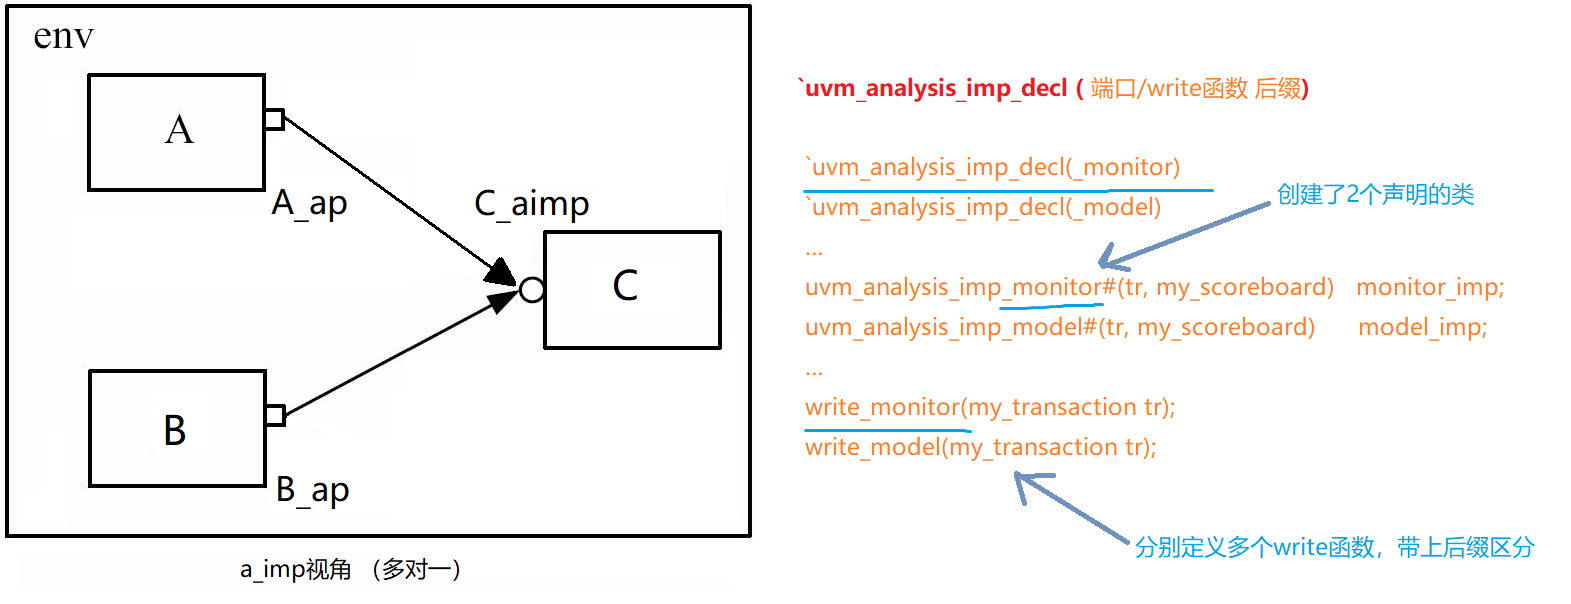 env
A
A_ap
C_aimp
C
B
B_ap
a_imp视角 （多对一）
`uvm_analysis_imp_decl ( 端口/write函数 后缀)
`uvm_analysis_imp_decl(_monitor)
`uvm_analysis_imp_decl(_model)
创建了2个声明的类
...
uvm_analysis_imp_monitor#(tr, my_scoreboard) monitor_imp;
uvm_analysis_imp_model#(tr, my_scoreboard) model_imp;
...
write_monitor(my_transaction tr);
write_model(my_transaction tr);
分别定义多个write函数，带上后缀区分